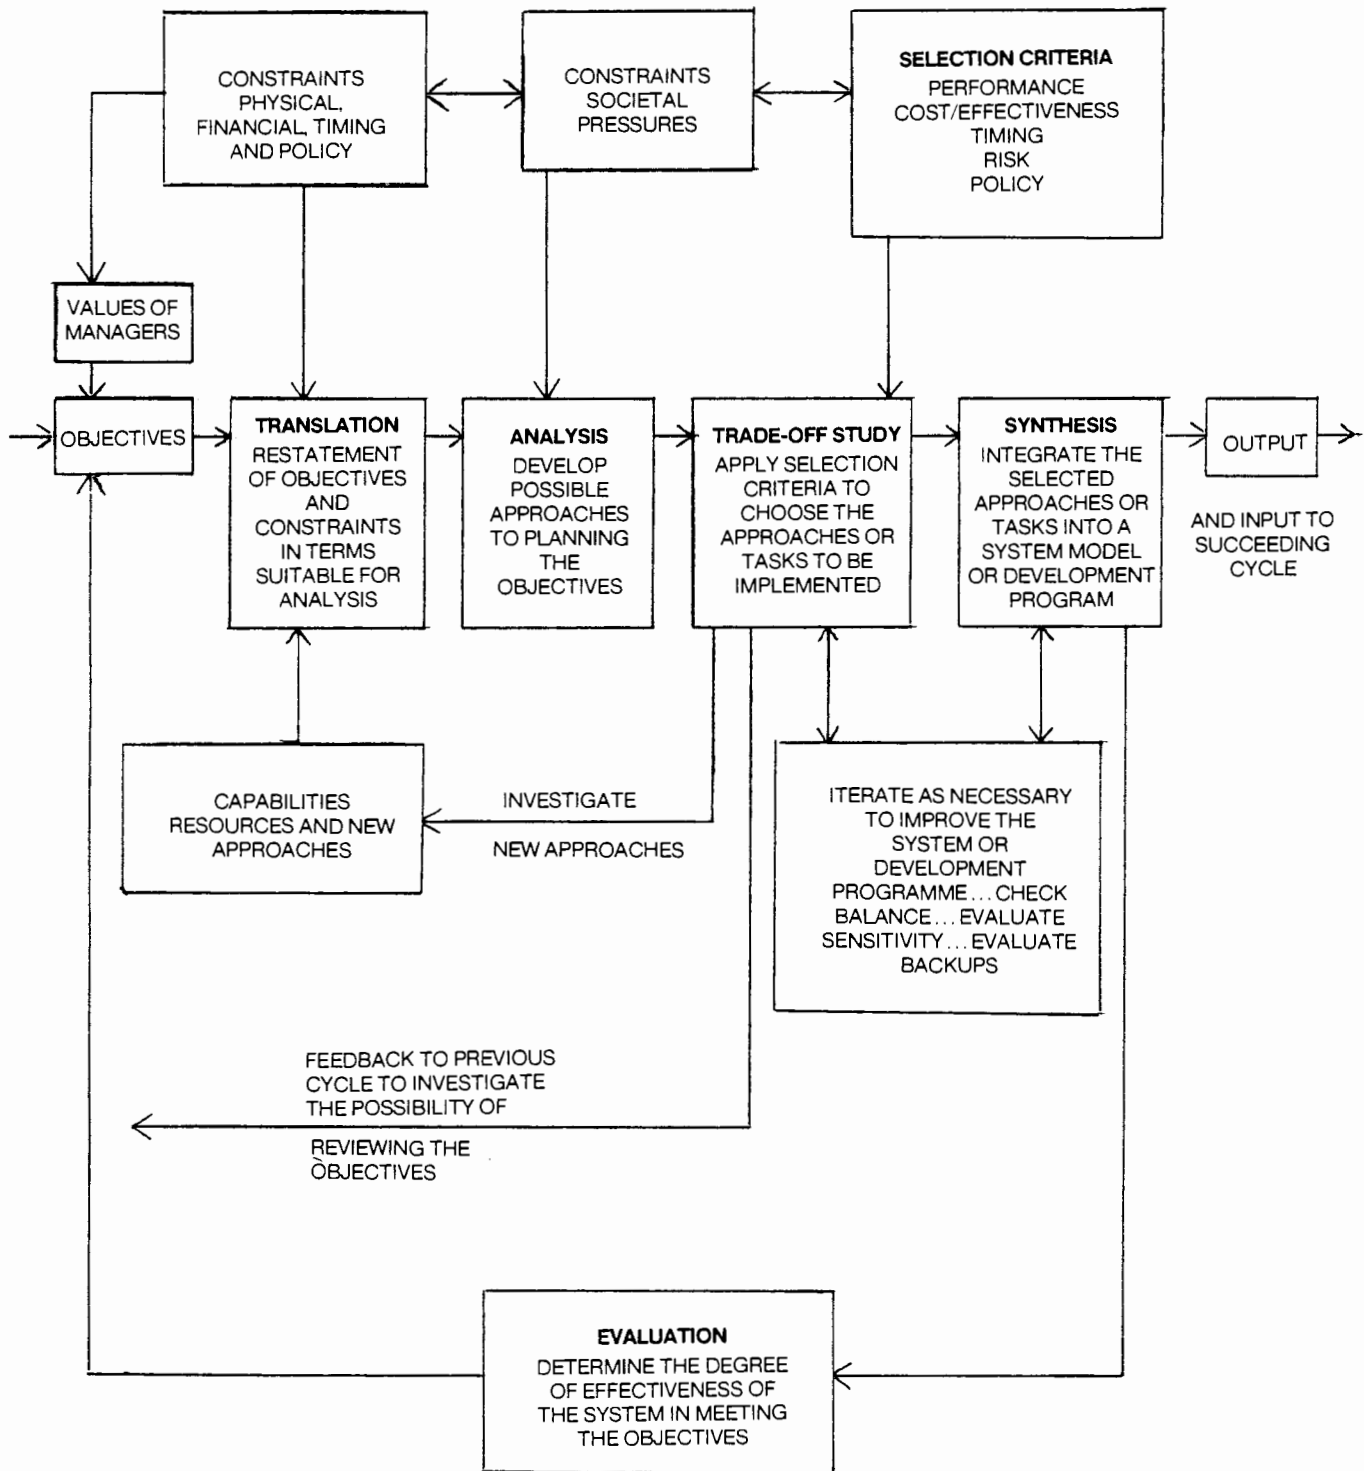 CONSTRAINTS
PHYSICAL,
FINANCIAL, TIMING
AND POLICY
CONSTRAINTS
SOCIETAL
PRESSURES
SELECTION CRITERIA
PERFORMANCE
COST/EFFECTIVENESS
TIMING
RISK
POLICY
VALUES OF
MANAGERS
OBJECTIVES
TRANSLATION
RESTATEMENT
OF OBJECTIVES
AND
CONSTRAINTS
IN TERMS
SUITABLE FOR
ANALYSIS
ANALYSIS
DEVELOP
POSSIBLE
APPROACHES
TO PLANNING
THE
OBJECTIVES
TRADE-OFF STUDY
APPLY SELECTION
CRITERIA TO
CHOOSE THE
APPROACHES OR
TASKS TO BE
IMPLEMENTED
SYNTHESIS
INTEGRATE THE
SELECTED
APPROACHES OR
TASKS INTO A
SYSTEM MODEL
OR DEVELOPMENT
PROGRAM
OUTPUT
AND INPUT TO
SUCCEEDING
CYCLE
CAPABILITIES
RESOURCES AND NEW
APPROACHES
INVESTIGATE
NEW APPROACHES
ITERATE AS NECESSARY
TO IMPROVE THE
SYSTEM OR
DEVELOPMENT
PROGRAMME...CHECK
BALANCE...EVALUATE
SENSITIVITY...EVALUATE
BACKUPS
FEEDBACK TO PREVIOUS
CYCLE TO INVESTIGATE
THE POSSIBILITY OF
REVIEWING THE
OBJECTIVES
EVALUATION
DETERMINE THE DEGREE
OF EFFECTIVENESS OF
THE SYSTEM IN MEETING
THE OBJECTIVES